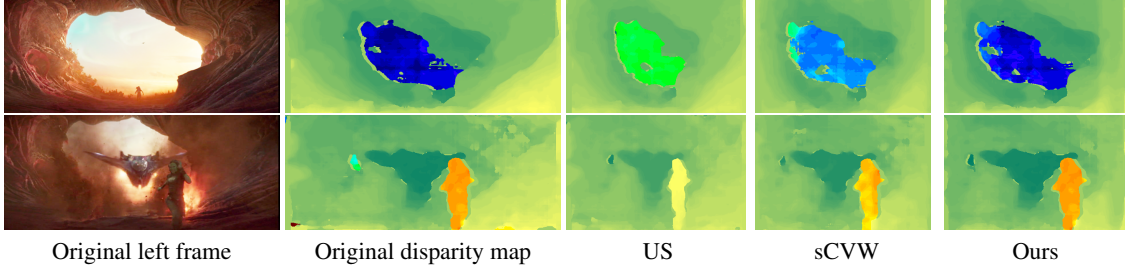 Original left frame
Original disparity map
US
sCVW
Ours